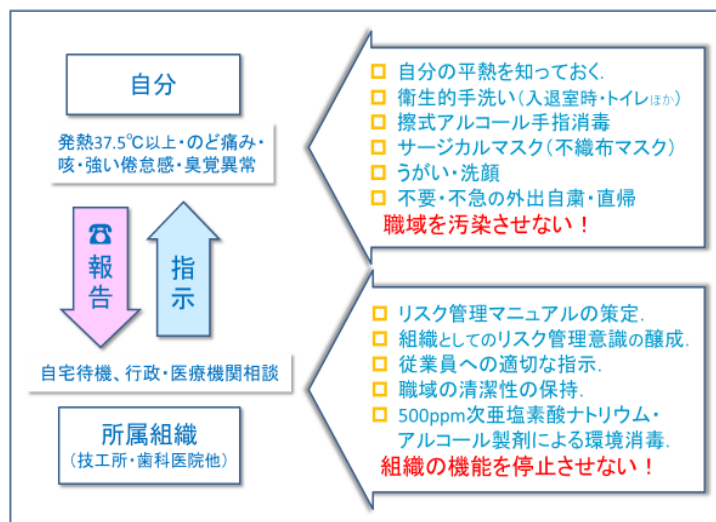 自分
発熱37.5℃以上・のど痛み・
咳・強い倦怠感・臭覚異常
☎
報告
指示
自宅待機、行政・医療機関相談
所属組織
(技工所・歯科医院他)
自分の平熱を知っておく.
衛生的手洗い(入退室時・トイレほか)
擦式アルコール手指消毒
サージカルマスク(不織布マスク)
うがい・洗顔
不要・不急の外出自粛・直帰
職域を汚染させない!
リスク管理マニュアルの策定.
組織としてのリスク管理意識の醸成.
従業員への適切な指示.
職域の清潔性の保持.
500ppm次亜塩素酸ナトリウム・
アルコール製剤による環境消毒.
組織の機能を停止させない!